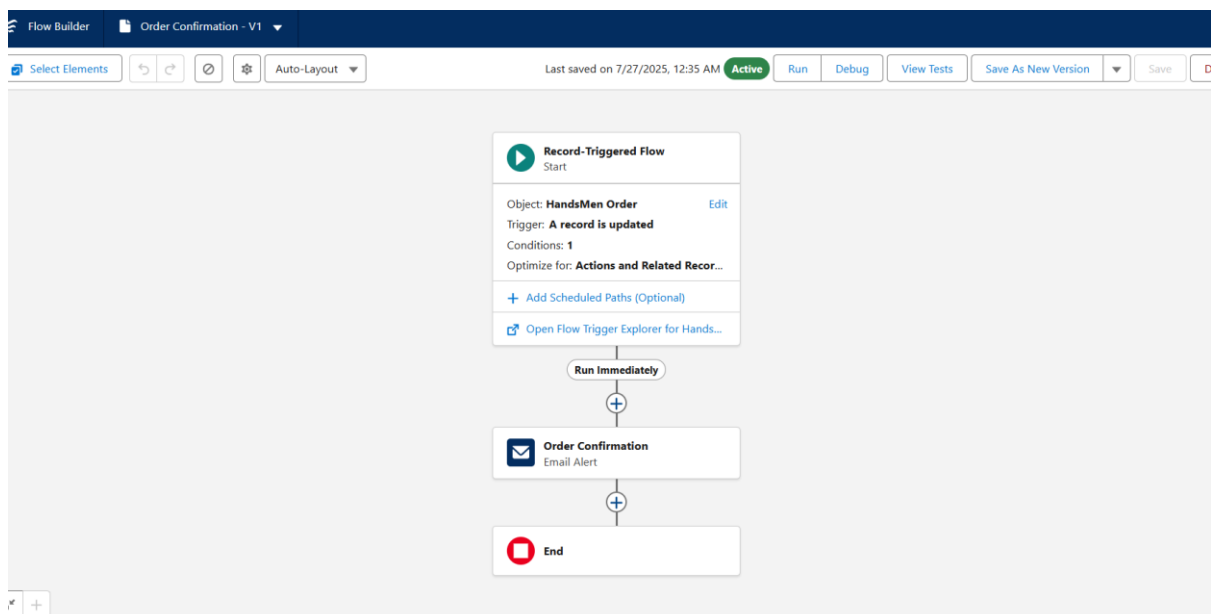 Flow Builder Order Confirmation - V1
Select Elements Auto-Layout Last saved on 7/27/2025, 12:35 AM Active Run Debug View Tests Save As New Version Save D
Record-Triggered Flow
Start
Object: HandsMen Order Edit
Trigger: A record is updated
Conditions: 1
Optimize for: Actions and Related Recor...
+ Add Scheduled Paths (Optional)
Open Flow Trigger Explorer for Hands...
Run Immediately
Order Confirmation
Email Alert
End